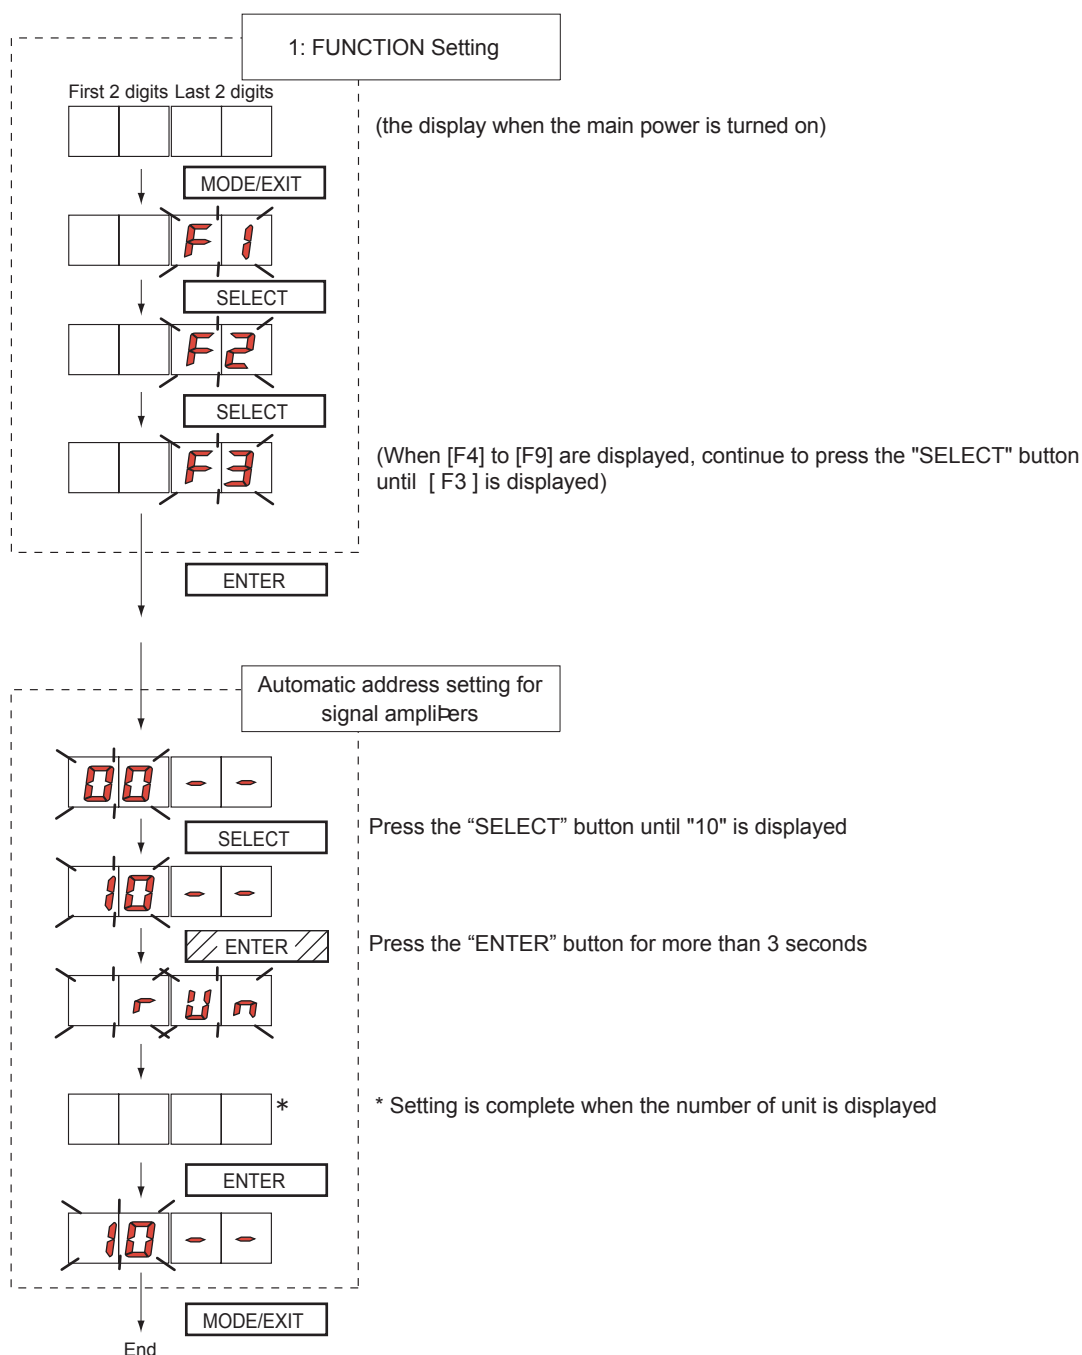 1: FUNCTION Setting
First 2 digits Last 2 digits
(the display when the main power is turned on)
MODE/EXIT
F 1
SELECT
F2
SELECT
F3
(When [F4] to [F9] are displayed, continue to press the "SELECT" button
until [ F3 ] is displayed)
ENTER
Automatic address setting for
signal ampliÞers
00--
SELECT
Press the “SELECT” button until "10" is displayed
10--
ENTER
Press the “ENTER” button for more than 3 seconds
rUn
*
* Setting is complete when the number of unit is displayed
ENTER
10--
MODE/EXIT
End